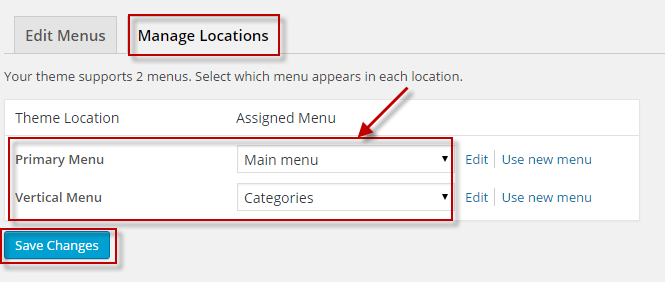 Edit Menus Manage Locations
Your theme supports 2 menus. Select which menu appears in each location.
Theme Location Assigned Menu
Primary Menu Main menu Edit Use new menu
Vertical Menu Categories Edit Use new menu
Save Changes